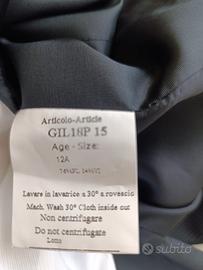 Articolo-Article
GIL18P 15
Age - Size:
12A
Lavare in lavatrice a 30° a rovescio
Mach. Wash 30° Cloth inside out
Non centrifugare
Do not centrifugate
subito